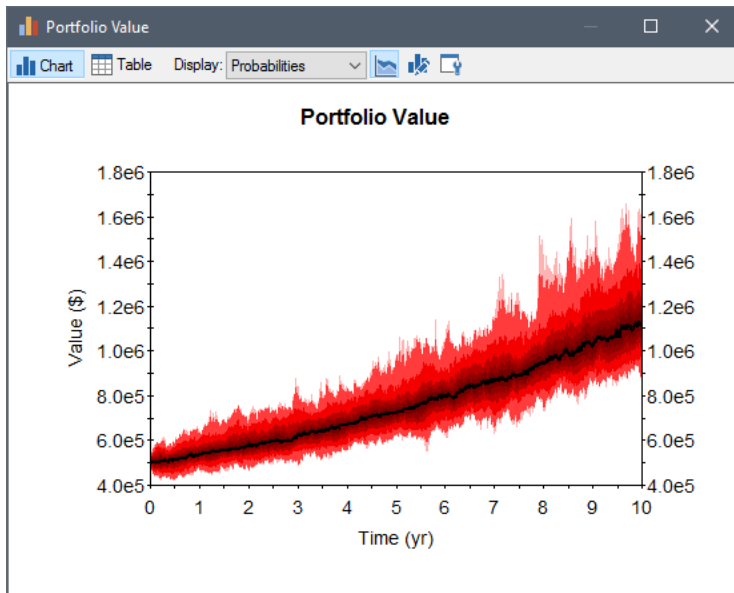 Portfolio Value
Chart Table Display: Probabilities
Portfolio Value
1.8e6 1.8e6
1.6e6 1.6e6
1.4e6 1.4e6
1.2e6 1.2e6
1.0e6 1.0e6
8.0e5 8.0e5
6.0e5 6.0e5
4.0e5 4.0e5
Value ($)
0 1 2 3 4 5 6 7 8 9 10
Time (yr)